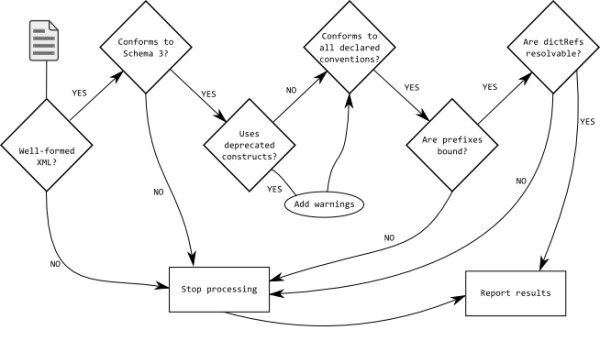 Conforms to
Schema 3?
Conforms to
all declared
conventions?
Are dictRefs
resolvable?
YES
YES
NO
YES
YES
YES
Well-formed
XML?
Uses
deprecated
constructs?
Are prefixes
bound?
NO
YES
NO
Add warnings
NO
NO
Stop processing
Report results